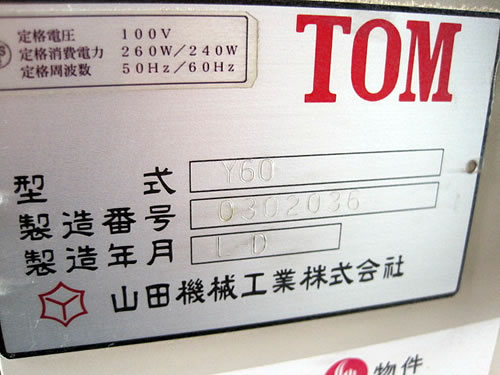 定格電圧 100V
定格消費電力 260W/240W
定格周波数 50Hz/60Hz
TOM
型式 Y60
製造番号 0302036
製造年月 L D
山田機械工業株式会社
物件